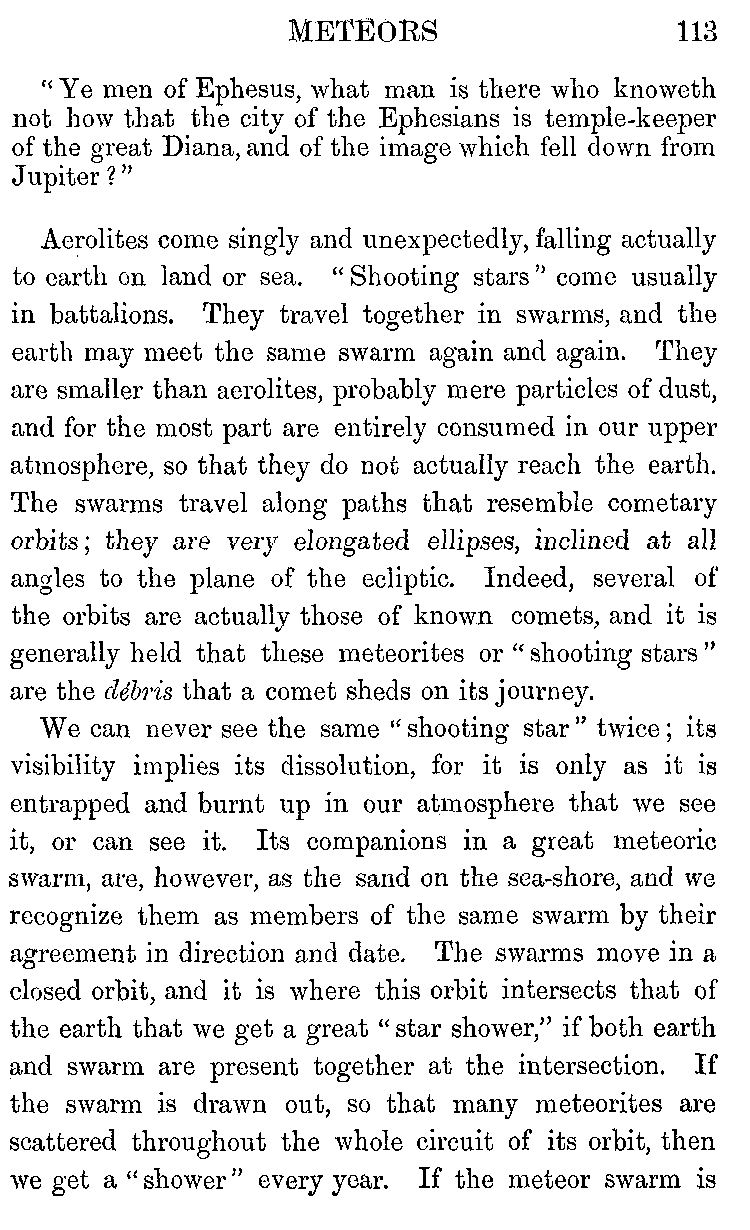 METEORS 113
“Ye men of Ephesus, what man is there who knoweth
not how that the city of the Ephesians is temple-keeper
of the great Diana, and of the image which fell down from
Jupiter?”
Aerolites come singly and unexpectedly, falling actually
to earth on land or sea. “Shooting stars” come usually
in battalions. They travel together in swarms, and the
earth may meet the same swarm again and again. They
are smaller than aerolites, probably mere particles of dust,
and for the most part are entirely consumed in our upper
atmosphere, so that they do not actually reach the earth.
The swarms travel along paths that resemble cometary
orbits; they are very elongated ellipses, inclined at all
angles to the plane of the ecliptic. Indeed, several of
the orbits are actually those of known comets, and it is
generally held that these meteorites or “shooting stars”
are the débris that a comet sheds on its journey.
We can never see the same “shooting star” twice; its
visibility implies its dissolution, for it is only as it is
entrapped and burnt up in our atmosphere that we see
it, or can see it. Its companions in a great meteoric
swarm, are, however, as the sand on the sea-shore, and we
recognize them as members of the same swarm by their
agreement in direction and date. The swarms move in a
closed orbit, and it is where this orbit intersects that of
the earth that we get a great “star shower,” if both earth
and swarm are present together at the intersection. If
the swarm is drawn out, so that many meteorites are
scattered throughout the whole circuit of its orbit, then
we get a “shower” every year. If the meteor swarm is